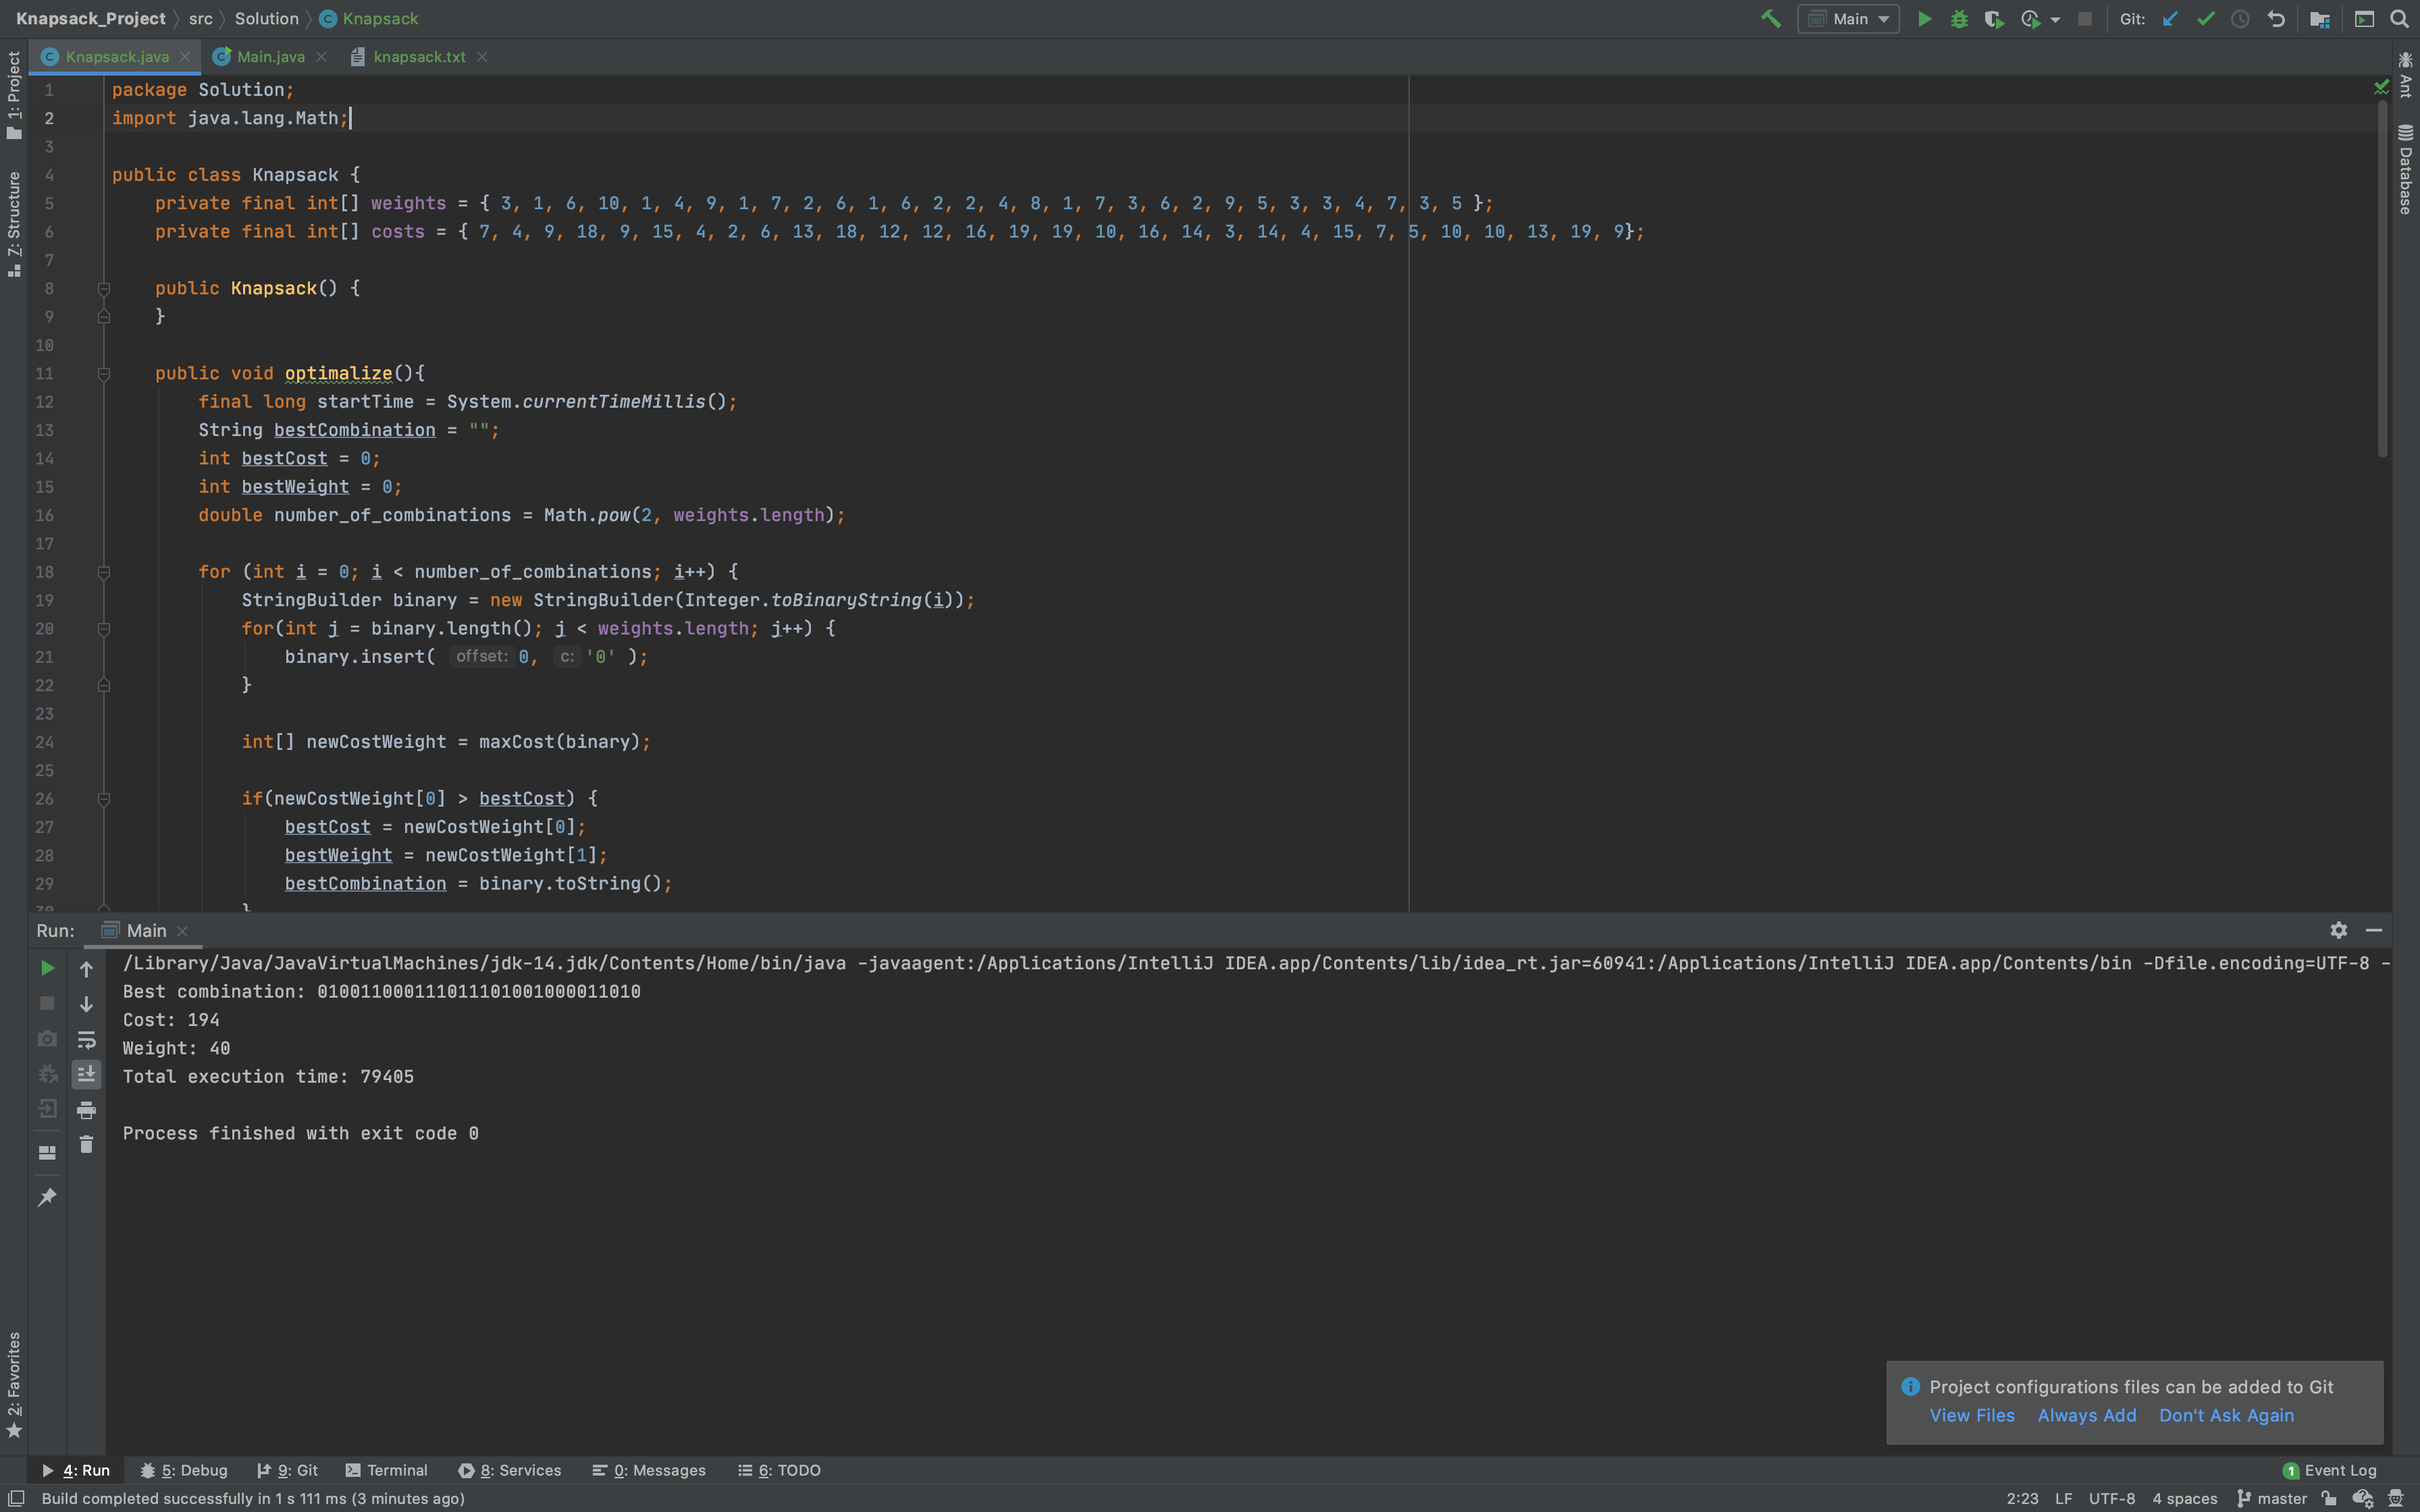 Knapsack_Project > src > Solution > Knapsack
Main
Git:
Knapsack.java
Main.java
knapsack.txt
1: Project
7: Structure
2: Favorites
Ant
Database
1 package Solution;
2 import java.lang.Math;
3
4 public class Knapsack {
5 private final int[] weights = { 3, 1, 6, 10, 1, 4, 9, 1, 7, 2, 6, 1, 6, 2, 2, 4, 8, 1, 7, 3, 6, 2, 9, 5, 3, 3, 4, 7, 3, 5 };
6 private final int[] costs = { 7, 4, 9, 18, 9, 15, 4, 2, 6, 13, 18, 12, 12, 16, 19, 19, 10, 16, 14, 3, 14, 4, 15, 7, 5, 10, 10, 13, 19, 9};
7
8 public Knapsack() {
9 }
10
11 public void optimalize(){
12 final long startTime = System.currentTimeMillis();
13 String bestCombination = "";
14 int bestCost = 0;
15 int bestWeight = 0;
16 double number_of_combinations = Math.pow(2, weights.length);
17
18 for (int i = 0; i < number_of_combinations; i++) {
19 StringBuilder binary = new StringBuilder(Integer.toBinaryString(i));
20 for(int j = binary.length(); j < weights.length; j++) {
21 binary.insert( offset: 0, c: '0' );
22 }
23
24 int[] newCostWeight = maxCost(binary);
25
26 if(newCostWeight[0] > bestCost) {
27 bestCost = newCostWeight[0];
28 bestWeight = newCostWeight[1];
29 bestCombination = binary.toString();
30 }
Run: Main
/Library/Java/JavaVirtualMachines/jdk-14.jdk/Contents/Home/bin/java -javaagent:/Applications/IntelliJ IDEA.app/Contents/lib/idea_rt.jar=60941:/Applications/IntelliJ IDEA.app/Contents/bin -Dfile.encoding=UTF-8 -
Best combination: 010011000111011101001000011010
Cost: 194
Weight: 40
Total execution time: 79405
Process finished with exit code 0
Project configurations files can be added to Git
View Files Always Add Don't Ask Again
4: Run 5: Debug 9: Git Terminal 8: Services 0: Messages 6: TODO
1 Event Log
Build completed successfully in 1 s 111 ms (3 minutes ago)
2:23 LF UTF-8 4 spaces master